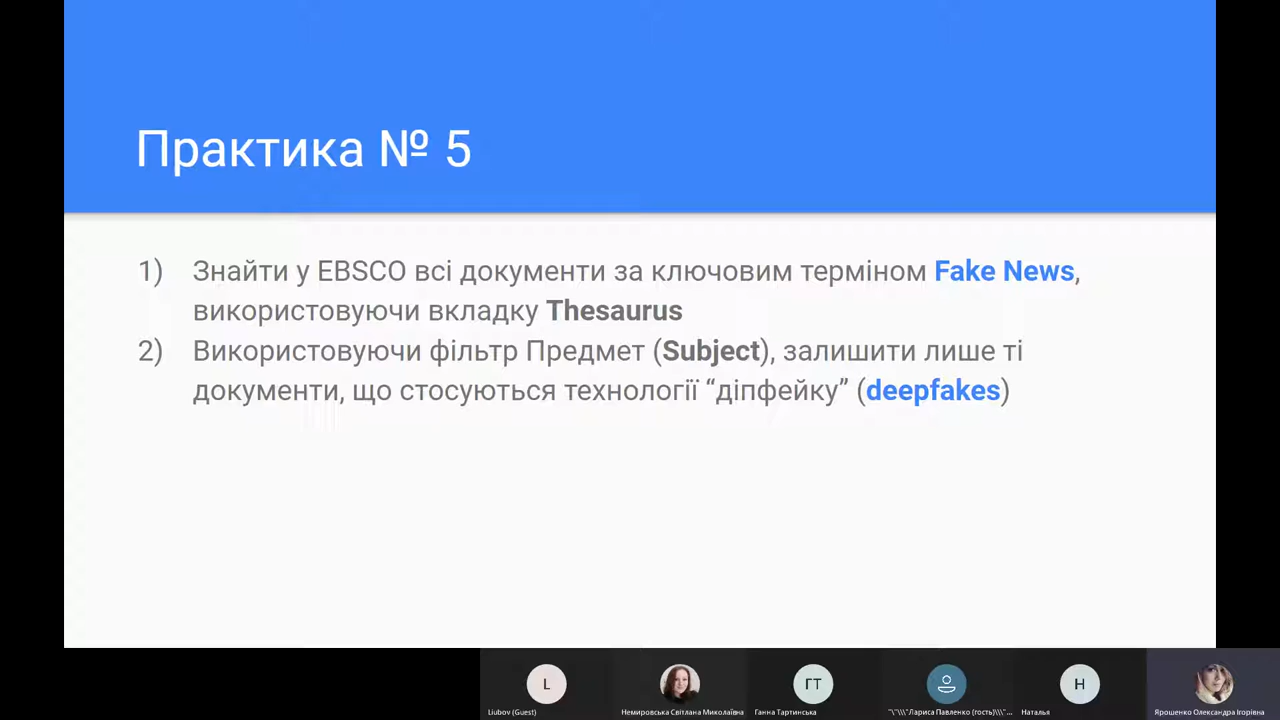 Практика № 5
1) Знайти у EBSCO всі документи за ключовим терміном Fake News,
використовуючи вкладку Thesaurus
2) Використовуючи фільтр Предмет (Subject), залишити лише ті
документи, що стосуються технології “діпфейку” (deepfakes)
L
ГТ
Н
Liubov (Guest)
Немировська Світлана Миколаївна
Ганна Тартинська
"\"\\\"Лариса Павленко (гость)\\\"...
Наталья
Ярошенко Олександра Ігорівна